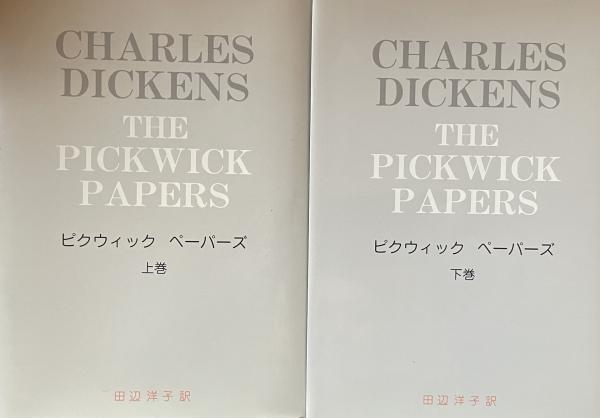 CHARLES
DICKENS
THE
PICKWICK
PAPERS
ピクウィック ペーパーズ
上巻
田辺洋子訳
CHARLES
DICKENS
THE
PICKWICK
PAPERS
ピクウィック ペーパーズ
下巻
田辺洋子訳